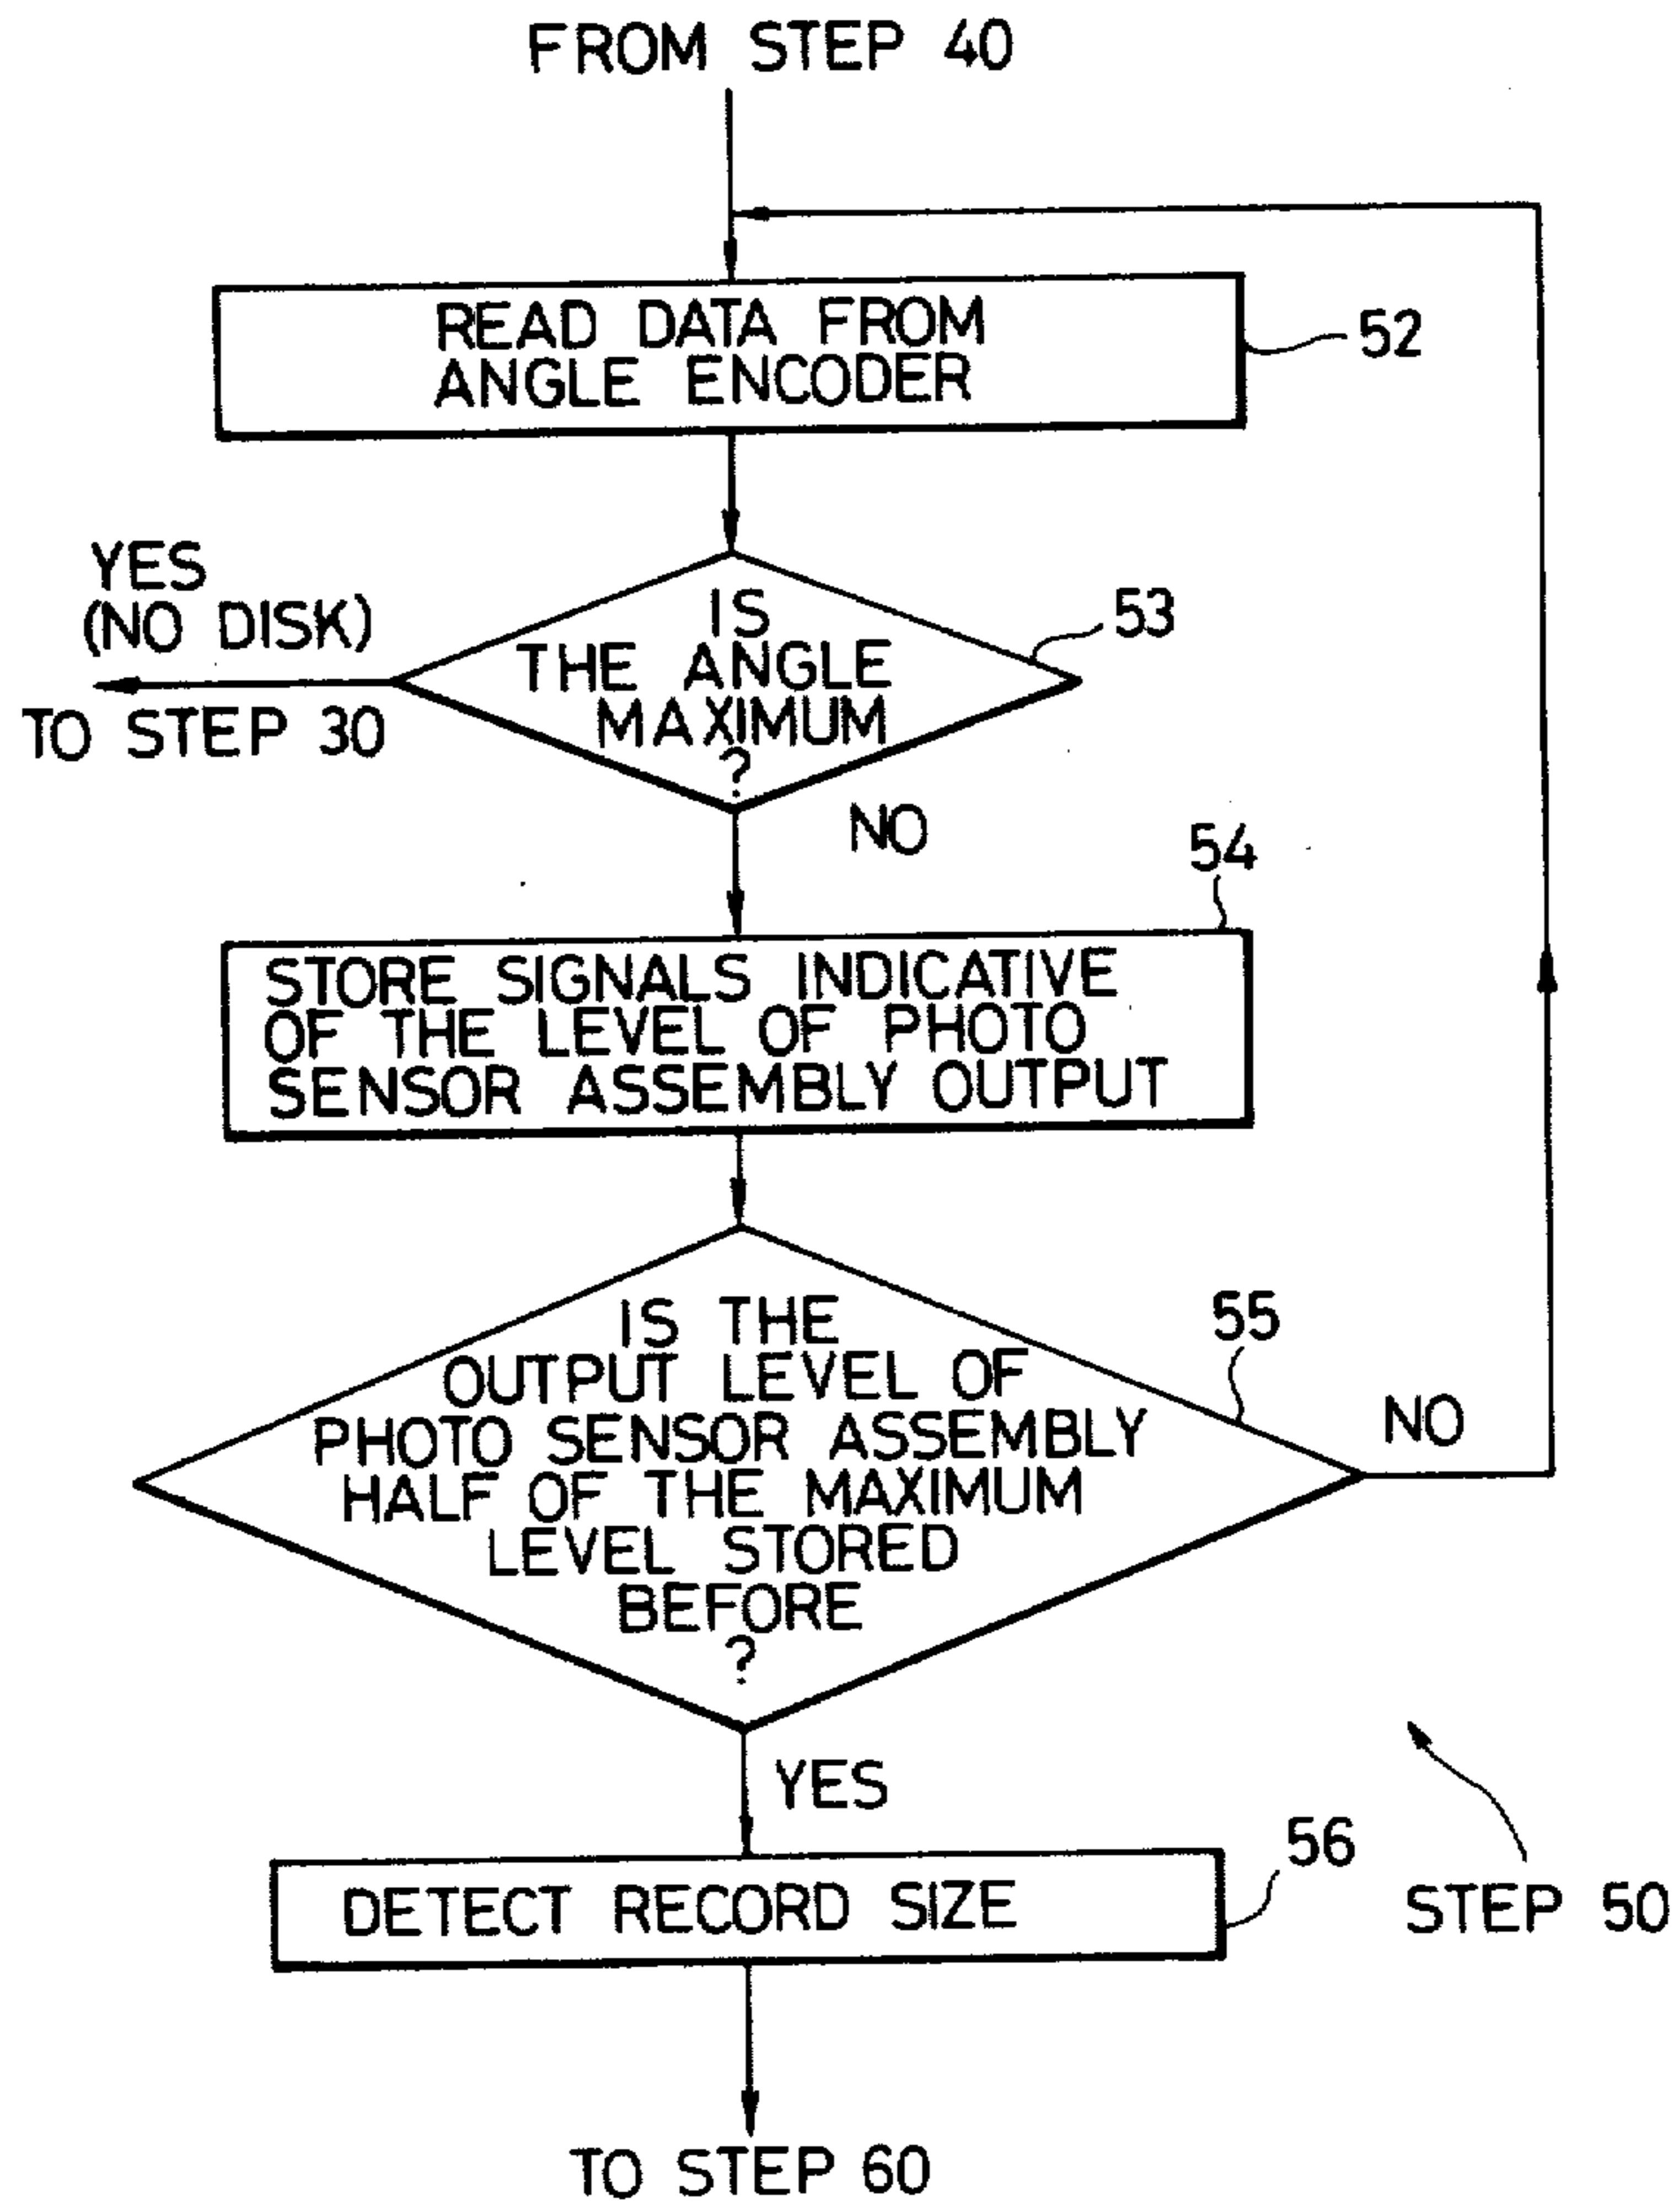 FROM STEP 40
READ DATA FROM
ANGLE ENCODER
52
YES
(NO DISK)
TO STEP 30
IS
THE ANGLE
MAXIMUM
?
53
NO
54
STORE SIGNALS INDICATIVE
OF THE LEVEL OF PHOTO
SENSOR ASSEMBLY OUTPUT
IS THE
OUTPUT LEVEL OF
PHOTO SENSOR ASSEMBLY
HALF OF THE MAXIMUM
LEVEL STORED
BEFORE
?
55
NO
YES
56
DETECT RECORD SIZE
STEP 50
TO STEP 60